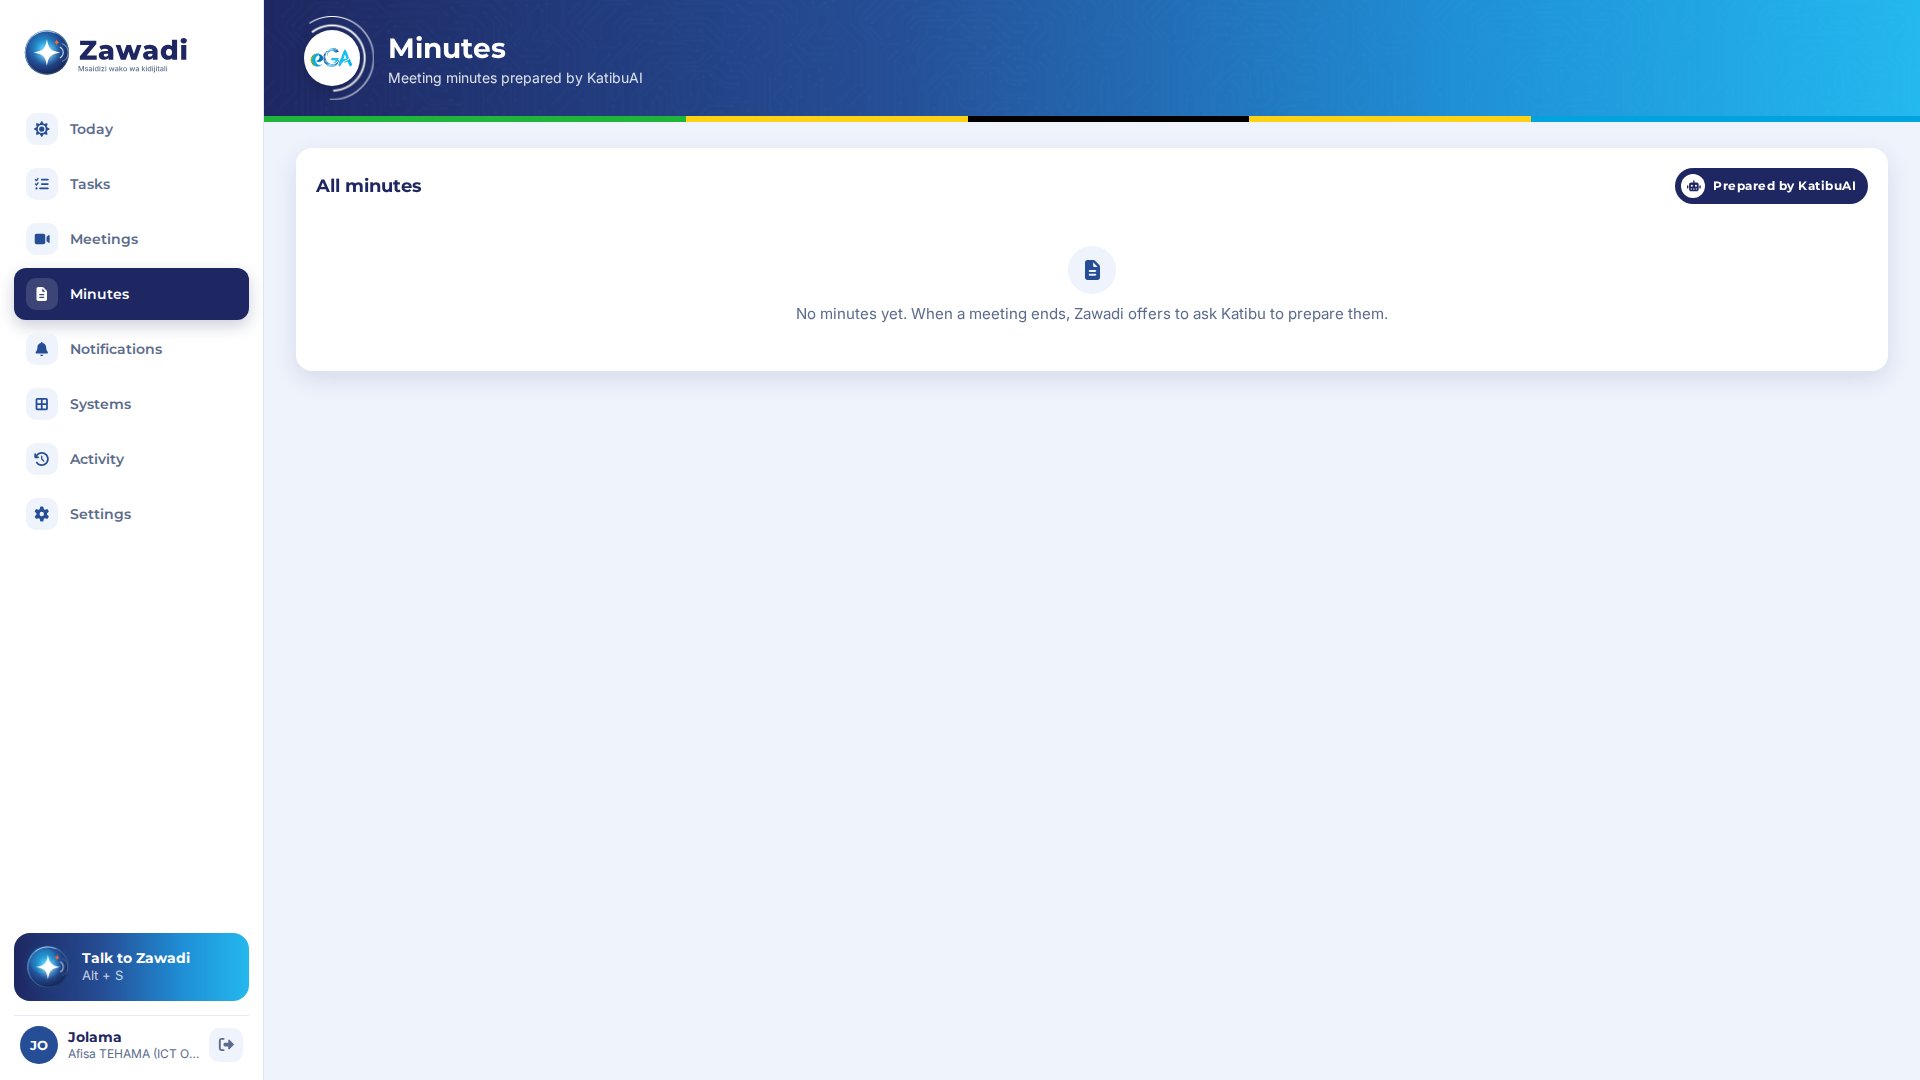 Zawadi
Msaidizi wako wa kidijitali
Today
Tasks
Meetings
Minutes
Notifications
Systems
Activity
Settings
Talk to Zawadi
Alt + S
JO
Jolama
Afisa TEHAMA (ICT O...
eGA
Minutes
Meeting minutes prepared by KatibuAI
All minutes
Prepared by KatibuAI
No minutes yet. When a meeting ends, Zawadi offers to ask Katibu to prepare them.